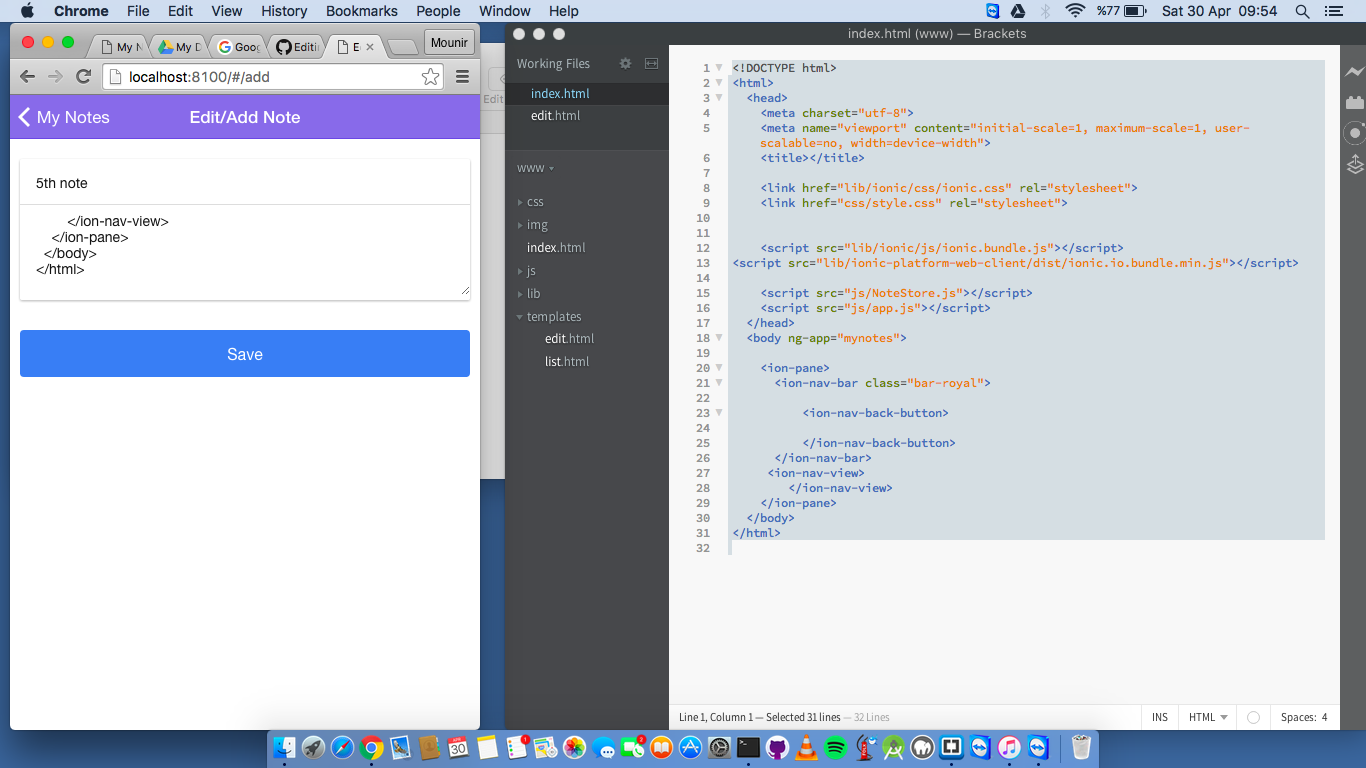 Chrome File Edit View History Bookmarks People Window Help %77 Sat 30 Apr 09:54
My N My D Goog Editi E Mounir
localhost:8100/#/add
My Notes Edit/Add Note
5th note
</ion-nav-view>
</ion-pane>
</body>
</html>
Save
Edit
index.html (www) — Brackets
Working Files
index.html
edit.html
www
css
img
index.html
js
lib
templates
edit.html
list.html
1 <!DOCTYPE html>
2 <html>
3 <head>
4 <meta charset="utf-8">
5 <meta name="viewport" content="initial-scale=1, maximum-scale=1, user-
scalable=no, width=device-width">
6 <title></title>
7
8 <link href="lib/ionic/css/ionic.css" rel="stylesheet">
9 <link href="css/style.css" rel="stylesheet">
10
11
12 <script src="lib/ionic/js/ionic.bundle.js"></script>
13 <script src="lib/ionic-platform-web-client/dist/ionic.io.bundle.min.js"></script>
14
15 <script src="js/NoteStore.js"></script>
16 <script src="js/app.js"></script>
17 </head>
18 <body ng-app="mynotes">
19
20 <ion-pane>
21 <ion-nav-bar class="bar-royal">
22
23 <ion-nav-back-button>
24
25 </ion-nav-back-button>
26 </ion-nav-bar>
27 <ion-nav-view>
28 </ion-nav-view>
29 </ion-pane>
30 </body>
31 </html>
32
Line 1, Column 1 — Selected 31 lines — 32 Lines INS HTML Spaces: 4
APR
30
1
2